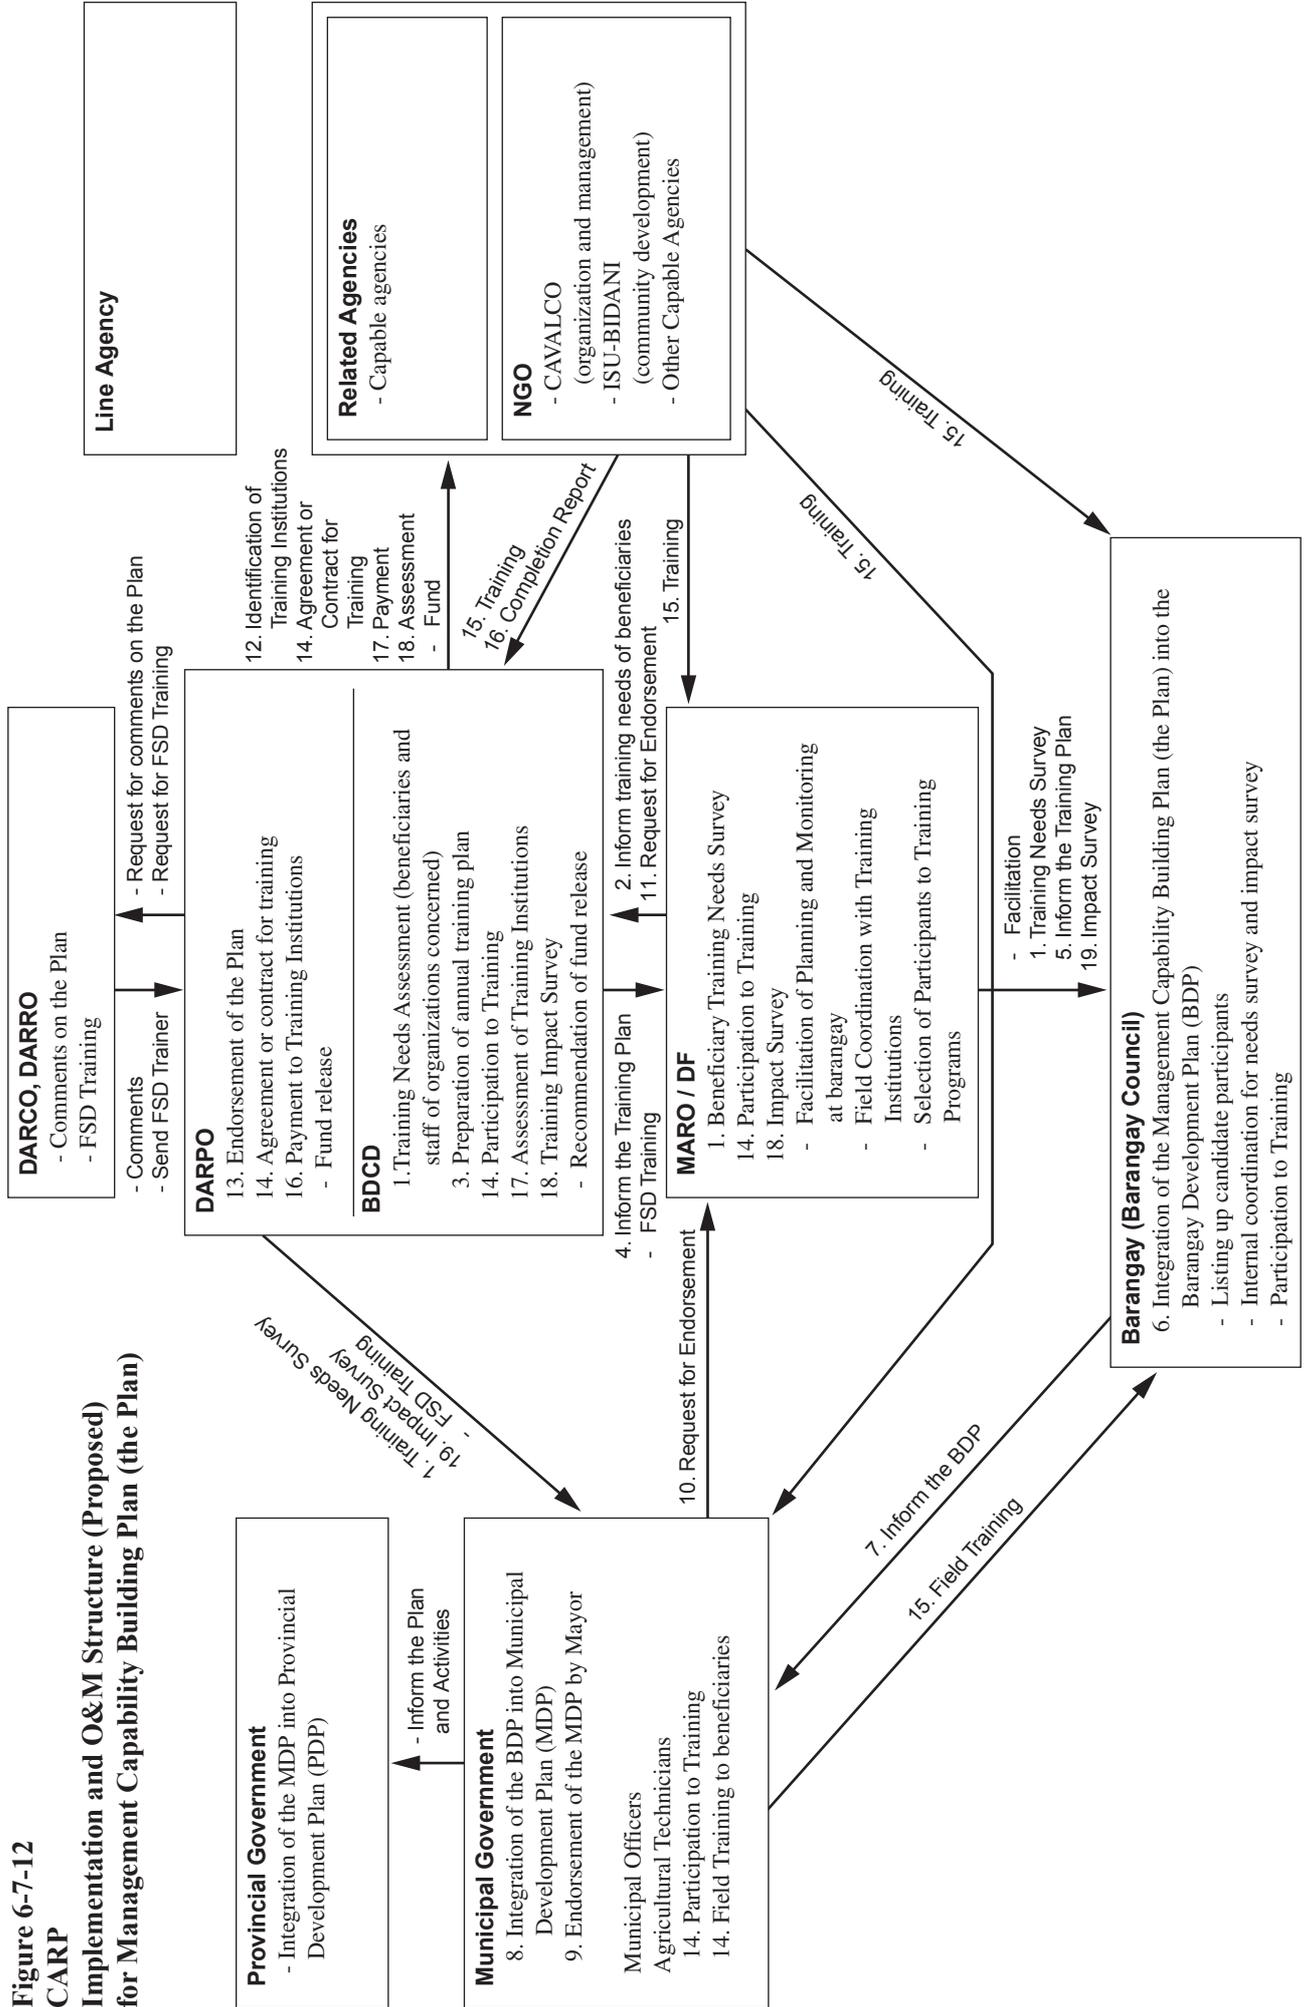 Figure 6-7-12
CARP
Implementation and O&M Structure (Proposed)
for Management Capability Building Plan (the Plan)
DARCO, DARRO
- Comments on the Plan
- FSD Training
- Comments
- Send FSD Trainer
- Request for comments on the Plan
- Request for FSD Training
Line Agency
Provincial Government
- Integration of the MDP into Provincial
Development Plan (PDP)
- Inform the Plan
and Activities
Municipal Government
8. Integration of the BDP into Municipal
Development Plan (MDP)
9. Endorsement of the MDP by Mayor
Municipal Officers
Agricultural Technicians
14. Participation to Training
14. Field Training to beneficiaries
1. Training Needs Survey
19. Impact Survey
- FSD Training
DARPO
13. Endorsement of the Plan
14. Agreement or contract for training
16. Payment to Training Institutions
- Fund release
BDCD
1.Training Needs Assessment (beneficiaries and
staff of organizations concerned)
3. Preparation of annual training plan
14. Participation to Training
17. Assessment of Training Institutions
18. Training Impact Survey
- Recommendation of fund release
12. Identification of
Training Institutions
14. Agreement or
Contract for
Training
17. Payment
18. Assessment
- Fund
15. Training
16. Completion Report
Related Agencies
- Capable agencies
NGO
- CAVALCO
(organization and management)
- ISU-BIDANI
(community development)
- Other Capable Agencies
4. Inform the Training Plan
- FSD Training
2. Inform training needs of beneficiaries
11. Request for Endorsement
15. Training
10. Request for Endorsement
MARO / DF
1. Beneficiary Training Needs Survey
14. Participation to Training
18. Impact Survey
- Facilitation of Planning and Monitoring
at barangay
- Field Coordination with Training
Institutions
- Selection of Participants to Training
Programs
15. Training
15. Training
- Facilitation
1. Training Needs Survey
5. Inform the Training Plan
19. Impact Survey
7. Inform the BDP
15. Field Training
Barangay (Barangay Council)
6. Integration of the Management Capability Building Plan (the Plan) into the
Barangay Development Plan (BDP)
- Listing up candidate participants
- Internal coordination for needs survey and impact survey
- Participation to Training